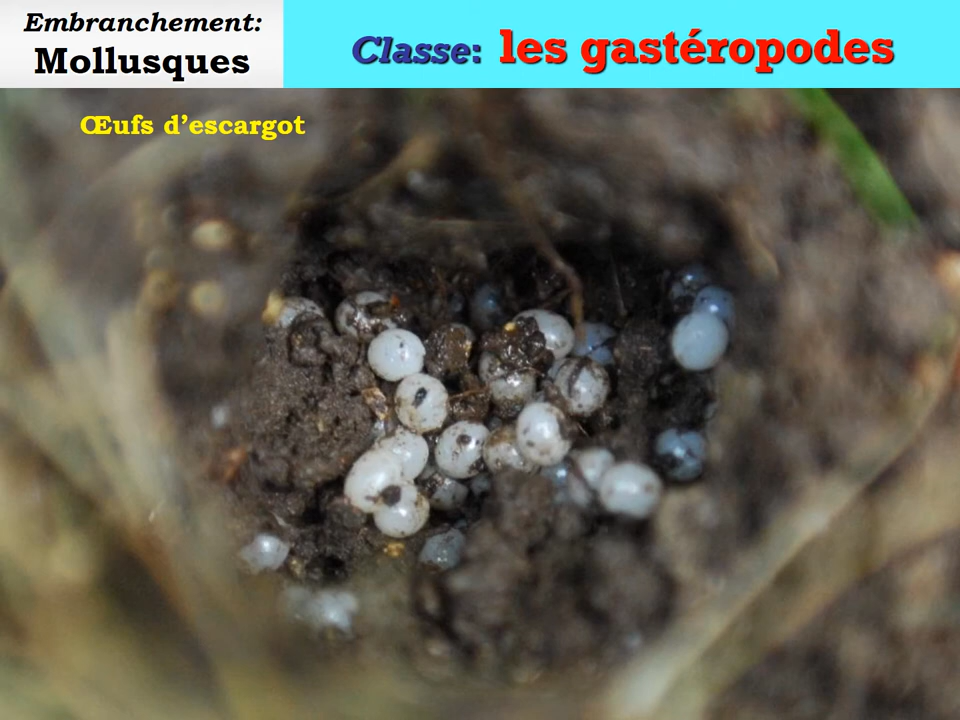 Embranchement:
Mollusques
Classe: les gastéropodes
Œufs d’escargot